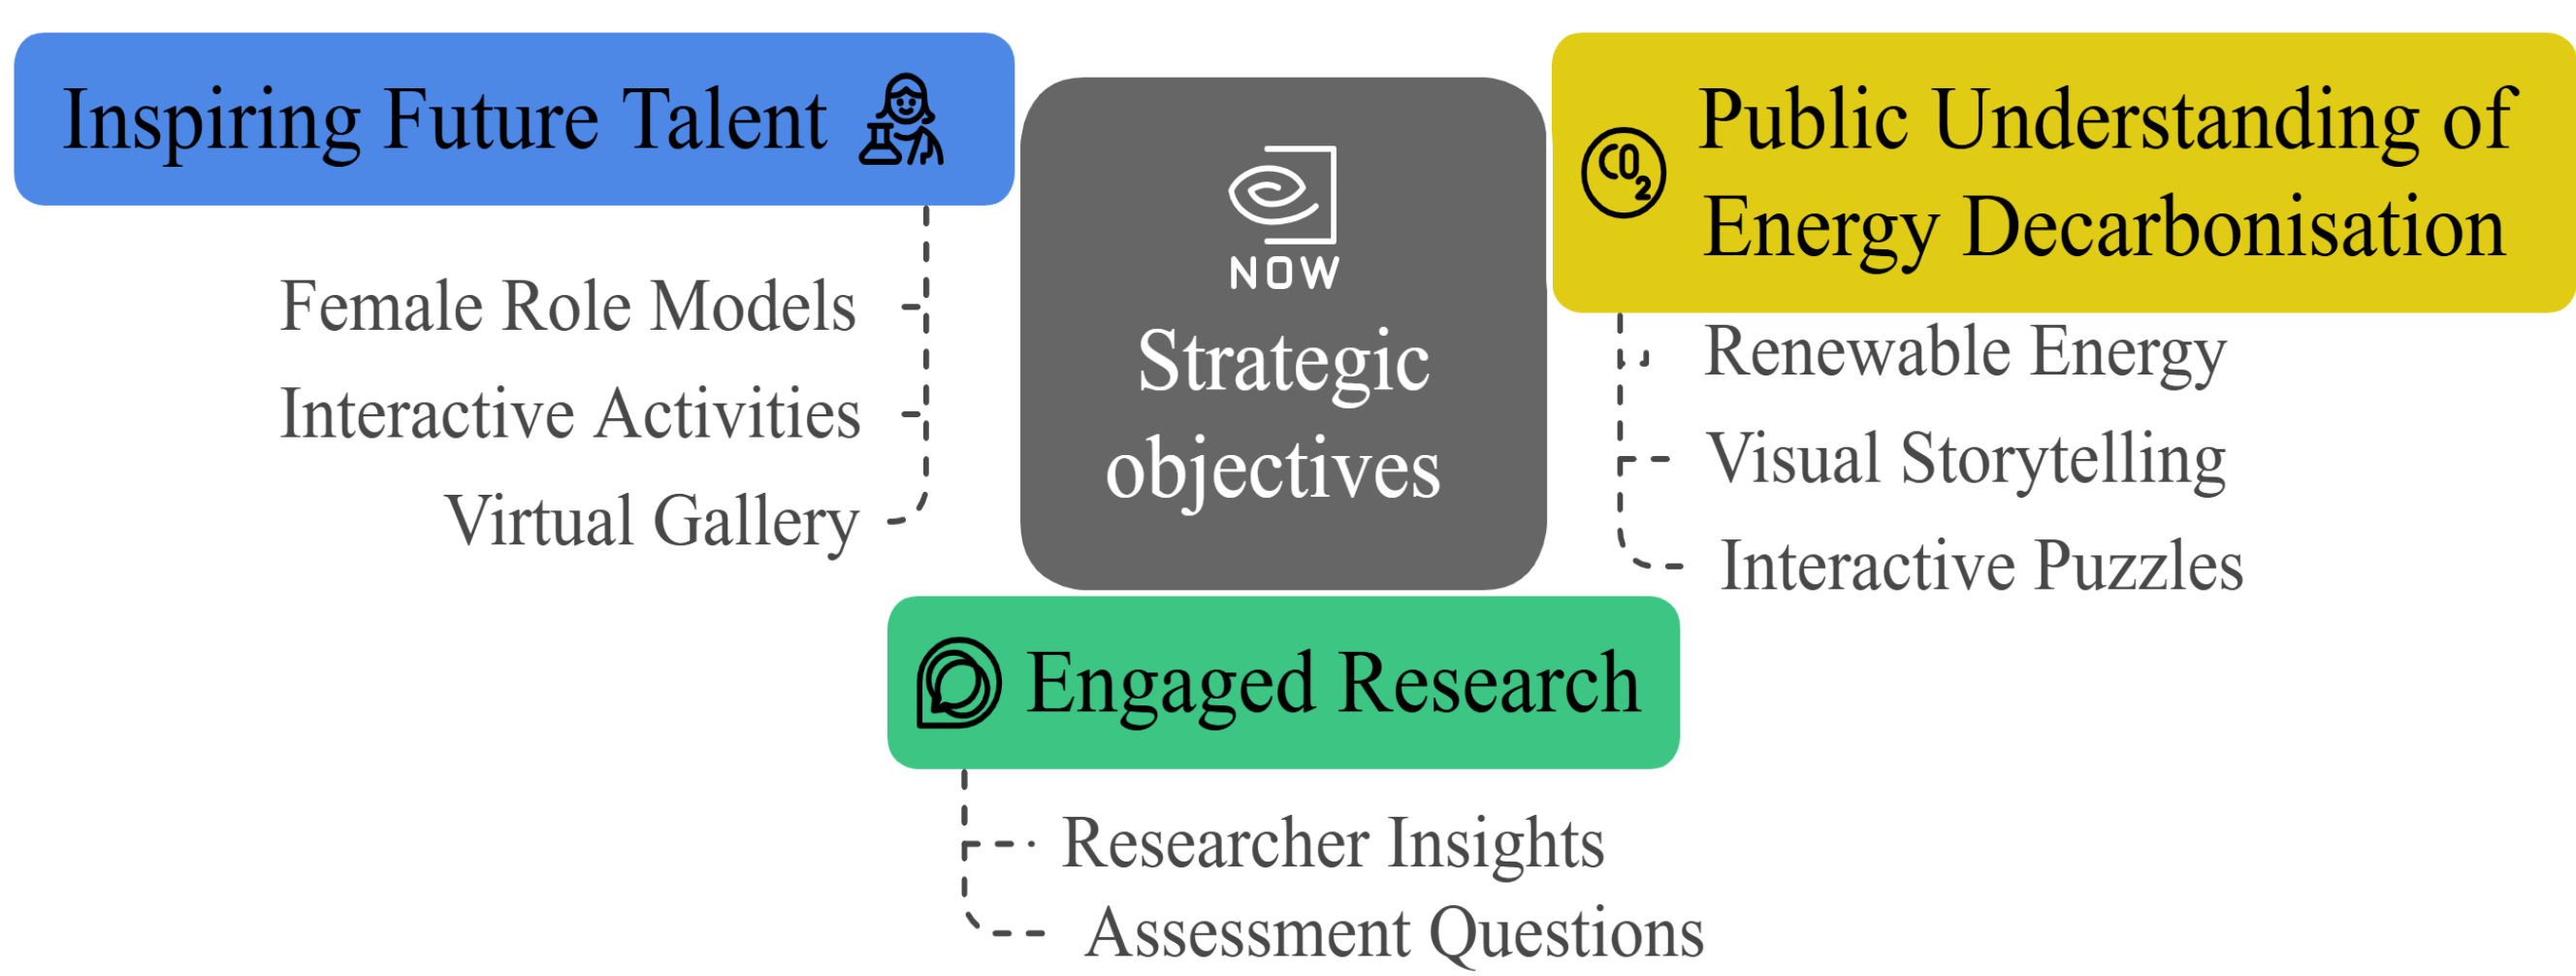 Inspiring Future Talent
Female Role Models
Interactive Activities
Virtual Gallery
NOW
Strategic
objectives
CO2
Public Understanding of
Energy Decarbonisation
Renewable Energy
Visual Storytelling
Interactive Puzzles
Engaged Research
Researcher Insights
Assessment Questions